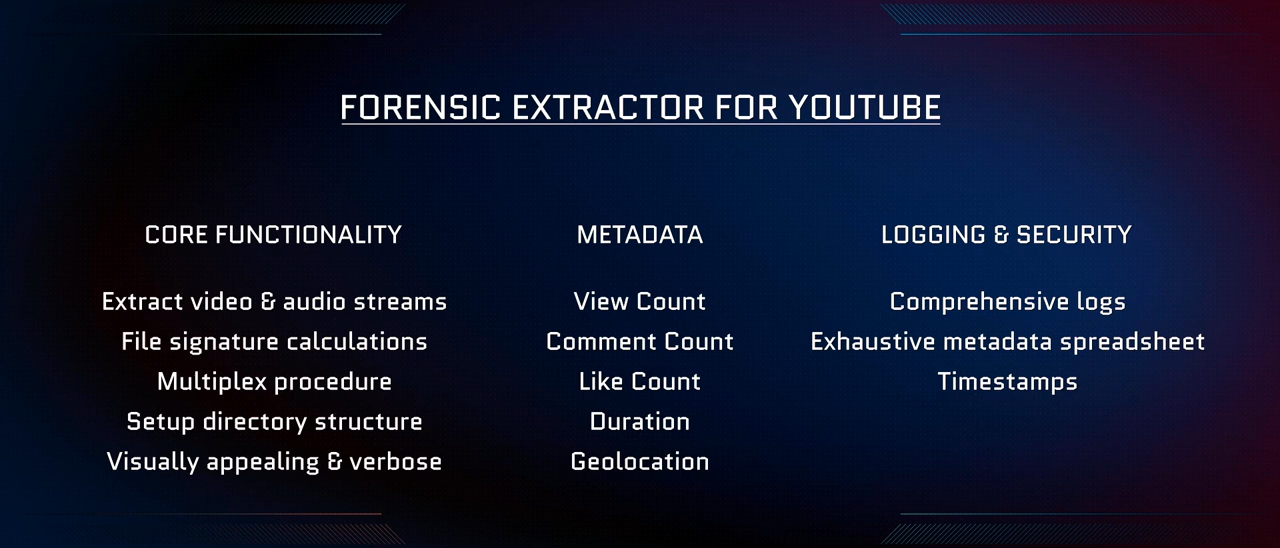 FORENSIC EXTRACTOR FOR YOUTUBE
CORE FUNCTIONALITY
Extract video & audio streams
File signature calculations
Multiplex procedure
Setup directory structure
Visually appealing & verbose
METADATA
View Count
Comment Count
Like Count
Duration
Geolocation
LOGGING & SECURITY
Comprehensive logs
Exhaustive metadata spreadsheet
Timestamps